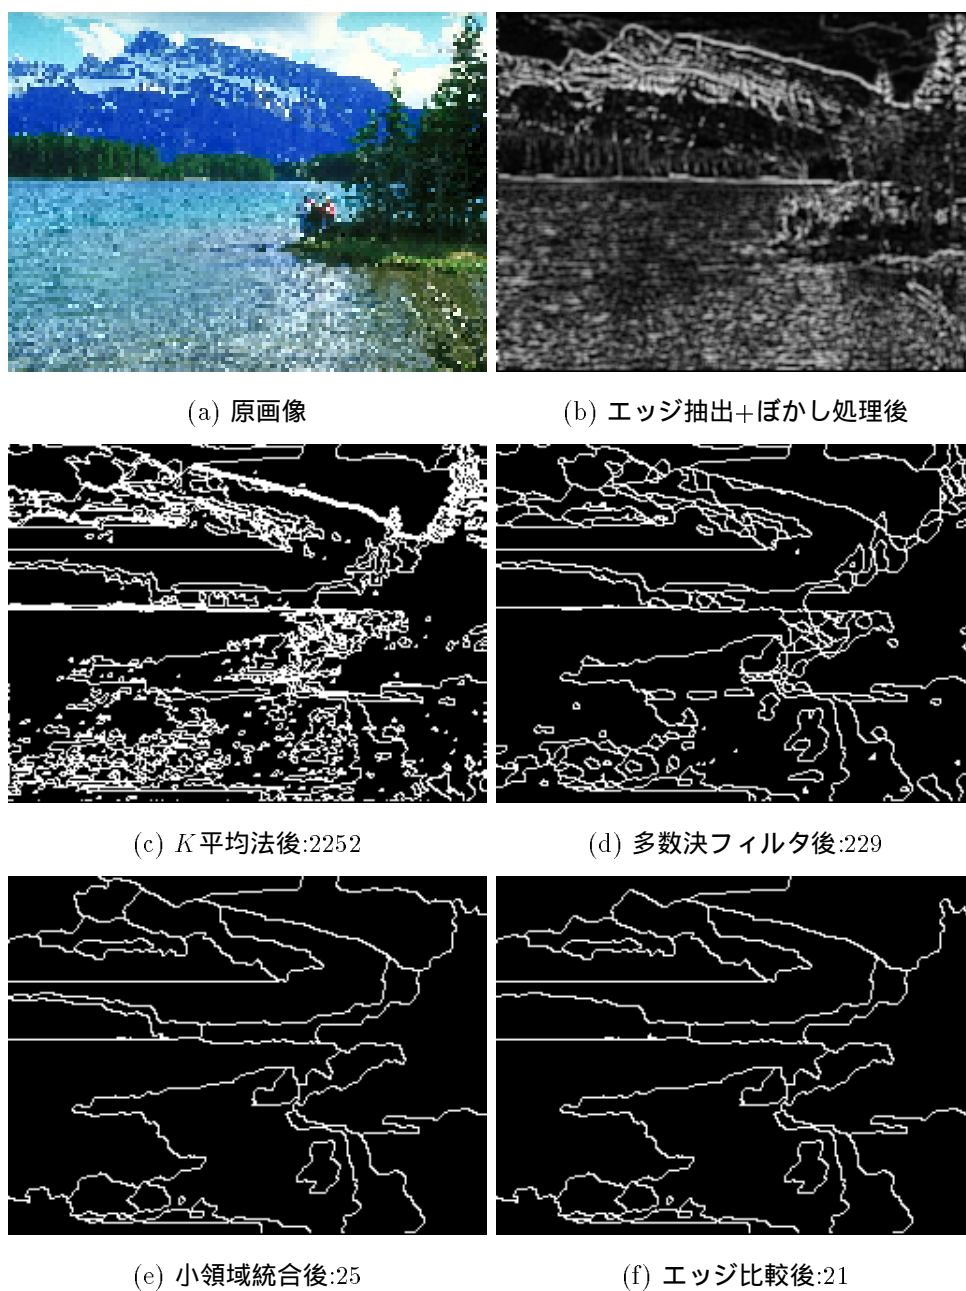 (a) 原画像
(b) エッジ抽出+ぼかし処理後
(c) K平均法後:2252
(d) 多数決フィルタ後:229
(e) 小領域統合後:25
(f) エッジ比較後:21